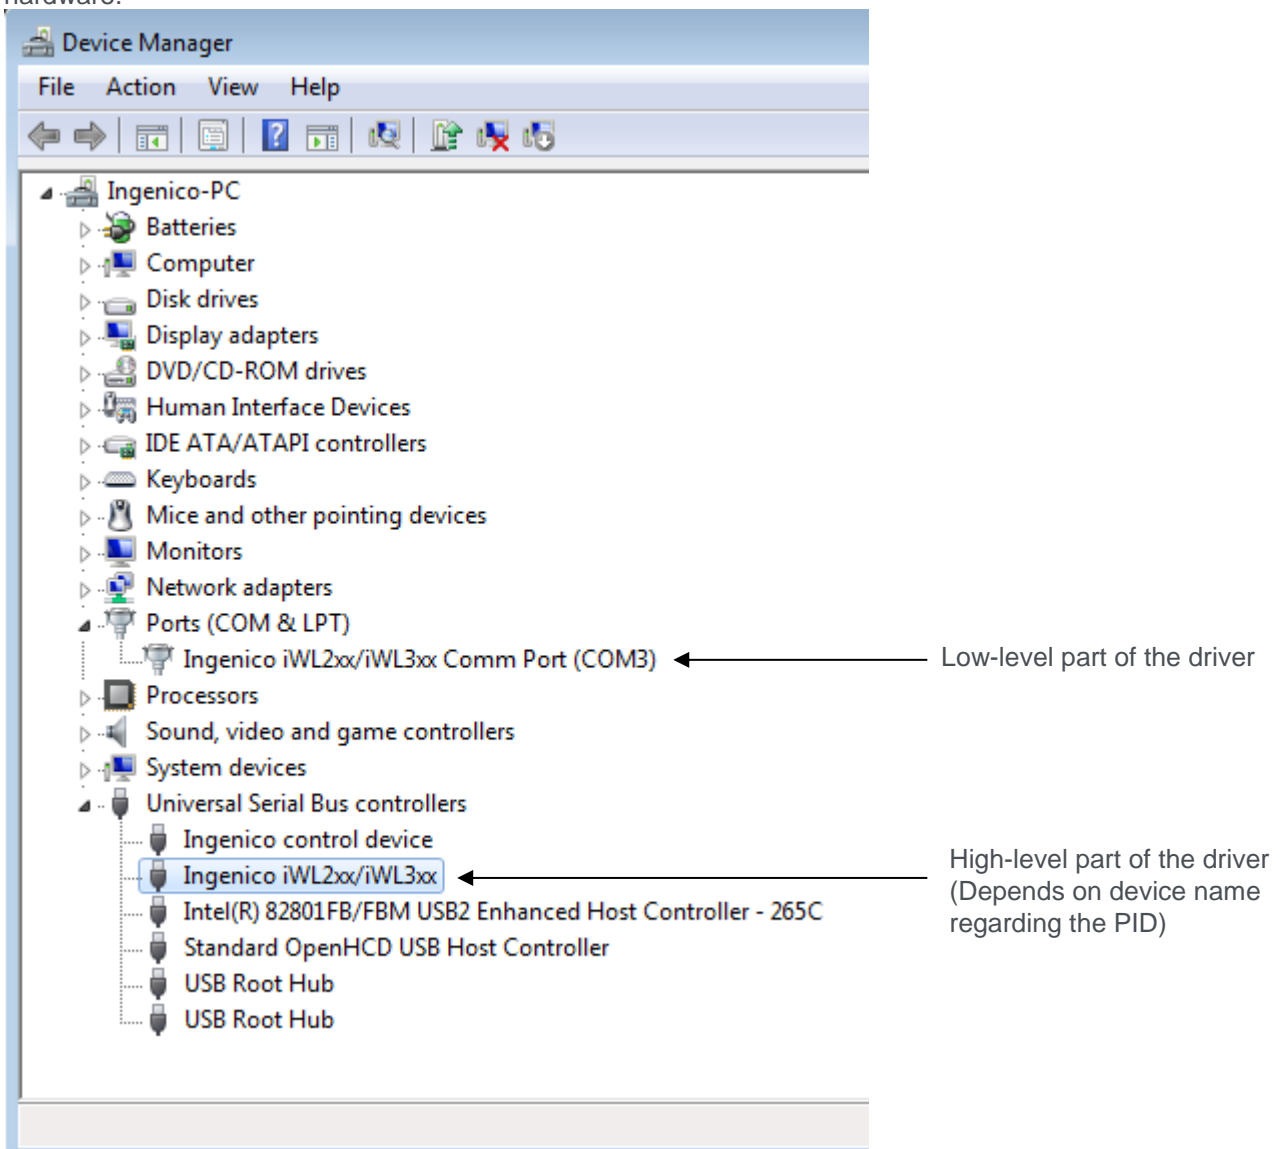 hardware.
Device Manager
File Action View Help
Ingenico-PC
Batteries
Computer
Disk drives
Display adapters
DVD/CD-ROM drives
Human Interface Devices
IDE ATA/ATAPI controllers
Keyboards
Mice and other pointing devices
Monitors
Network adapters
Ports (COM & LPT)
Ingenico iWL2xx/iWL3xx Comm Port (COM3)
Low-level part of the driver
Processors
Sound, video and game controllers
System devices
Universal Serial Bus controllers
Ingenico control device
Ingenico iWL2xx/iWL3xx
High-level part of the driver
(Depends on device name
regarding the PID)
Intel(R) 82801FB/FBM USB2 Enhanced Host Controller - 265C
Standard OpenHCD USB Host Controller
USB Root Hub
USB Root Hub